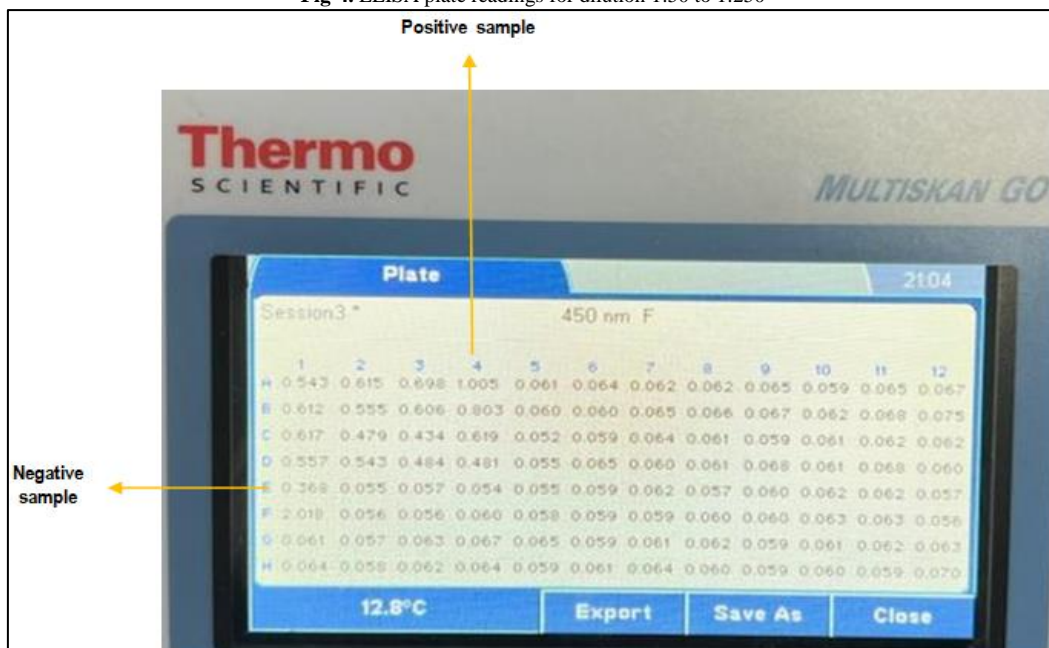 Fig 4. ELISA plate readings for dilution 1:50 to 1:250
Positive sample
Thermo
SCIENTIFIC
MULTISKAN GO
Plate
21:04
Session3 *
450 nm F
1 2 3 4 5 6 7 8 9 10 11 12
A 0.543 0.615 0.698 1.005 0.061 0.064 0.062 0.062 0.065 0.059 0.065 0.067
B 0.612 0.555 0.606 0.803 0.060 0.060 0.065 0.066 0.067 0.062 0.068 0.075
C 0.617 0.479 0.434 0.619 0.052 0.059 0.064 0.061 0.059 0.061 0.062 0.062
D 0.557 0.543 0.484 0.481 0.055 0.065 0.060 0.061 0.068 0.061 0.068 0.060
Negative
sample
E 0.368 0.055 0.057 0.054 0.055 0.059 0.062 0.057 0.060 0.062 0.062 0.057
F 2.018 0.056 0.056 0.060 0.058 0.059 0.059 0.060 0.060 0.063 0.063 0.056
G 0.061 0.057 0.063 0.067 0.065 0.059 0.061 0.062 0.059 0.061 0.062 0.063
H 0.064 0.058 0.062 0.064 0.059 0.061 0.064 0.060 0.059 0.060 0.059 0.070
12.8°C
Export
Save As
Close